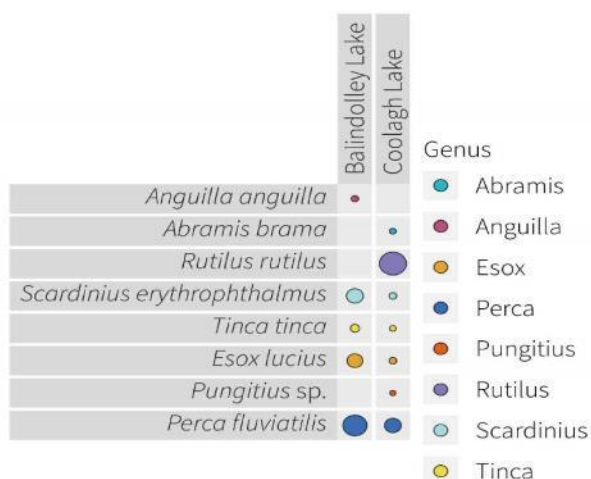 Balindolley Lake
Coolagh Lake
Anguilla anguilla
Abramis brama
Rutilus rutilus
Scardinius erythrophthalmus
Tinca tinca
Esox lucius
Pungitius sp.
Perca fluviatilis
Genus
Abramis
Anguilla
Esox
Perca
Pungitius
Rutilus
Scardinius
Tinca